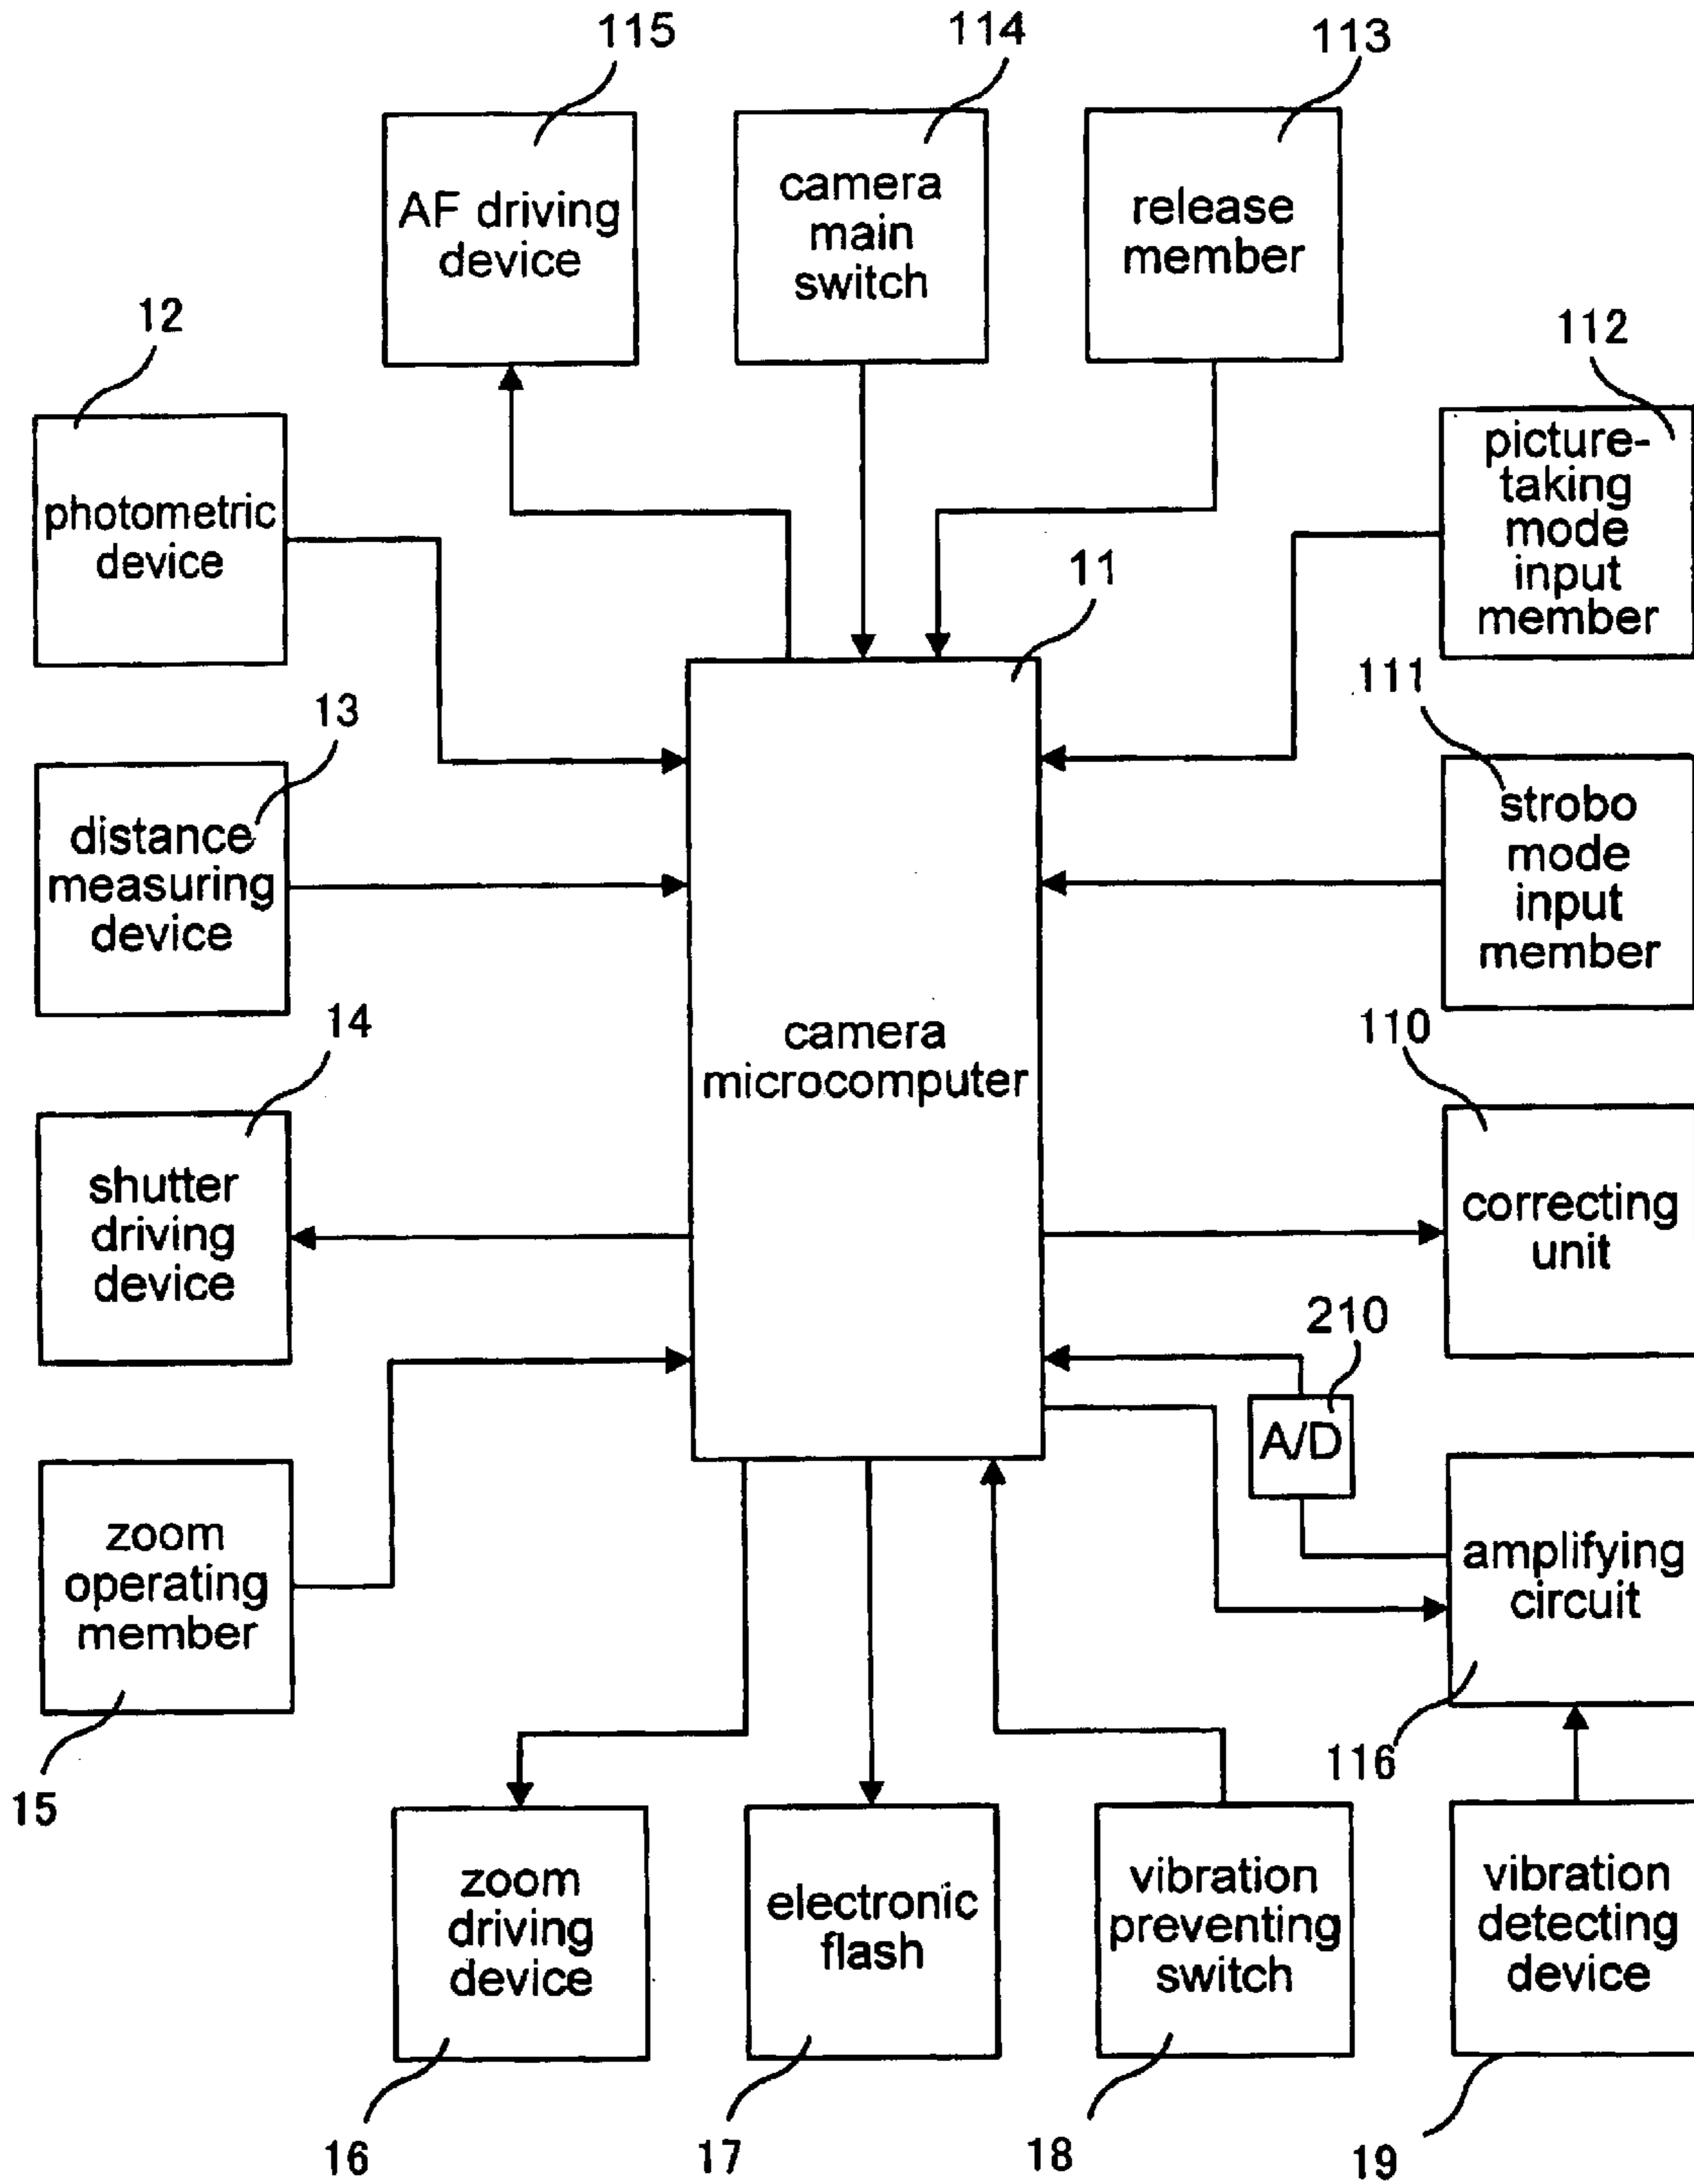 115
114
113
AF driving
device
camera
main
switch
release
member
12
112
photometric
device
picture-
taking
mode
input
member
11
13
111
distance
measuring
device
strobo
mode
input
member
14
camera
microcomputer
110
shutter
driving
device
correcting
unit
210
A/D
zoom
operating
member
amplifying
circuit
15
116
zoom
driving
device
electronic
flash
vibration
preventing
switch
vibration
detecting
device
16
17
18
19